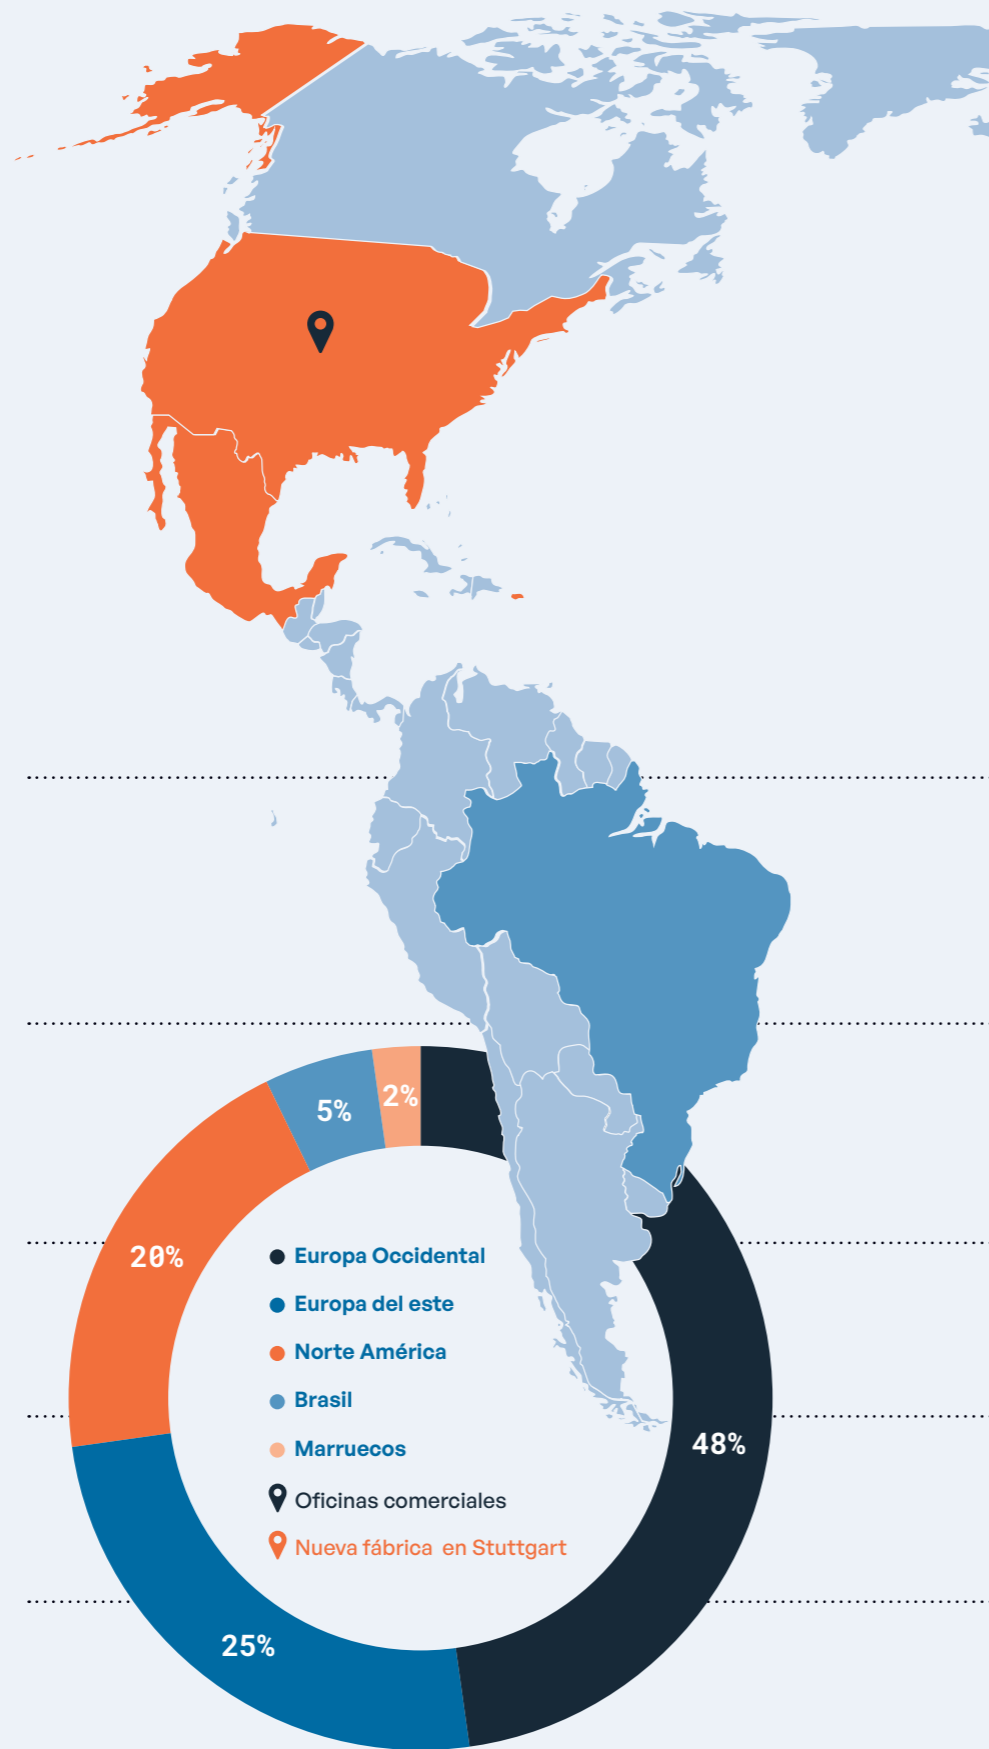 2%
5%
20%
Europa Occidental
Europa del este
Norte América
Brasil
Marruecos
48%
Oficinas comerciales
Nueva fábrica en Stuttgart
25%